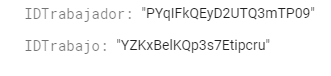 IDTrabajador: "PYqIFkQEyD2UTQ3mTP09"
IDTrabajo: "YZKxBelKQp3s7Etipcru"